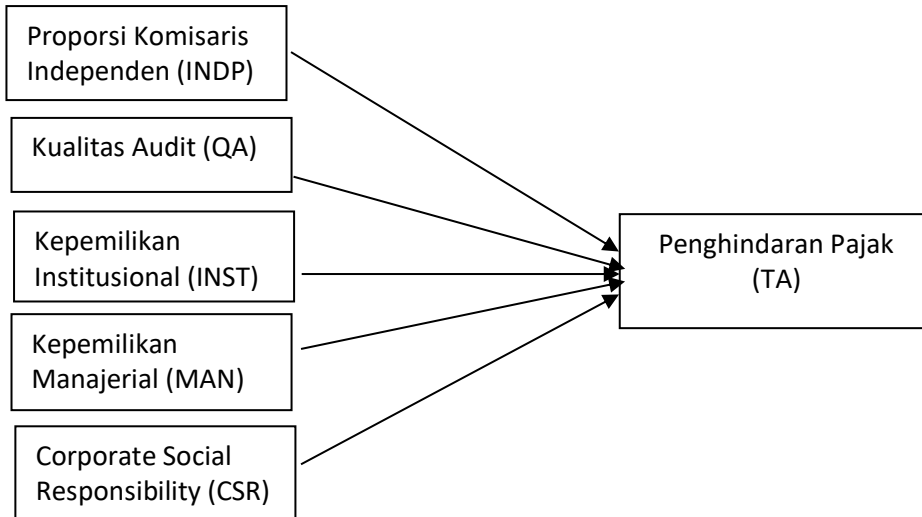 Proporsi Komisaris
Independen (INDP)
Kualitas Audit (QA)
Kepemilikan
Institusional (INST)
Kepemilikan
Manajerial (MAN)
Corporate Social
Responsibility (CSR)
Penghindaran Pajak
(TA)